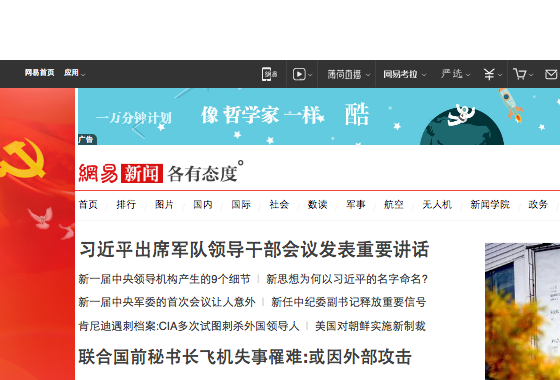 网易首页 应用 薄荷直播 网易考拉 严选
一万分钟计划 像哲学家一样 酷
广告
網易 新闻 各有态度
首页 排行 图片 国内 国际 社会 数读 军事 航空 无人机 新闻学院 政务
习近平出席军队领导干部会议发表重要讲话
新一届中央领导机构产生的9个细节 | 新思想为何以习近平的名字命名?
新一届中央军委的首次会议让人意外 | 新任中纪委副书记释放重要信号
肯尼迪遇刺档案:CIA多次试图刺杀外国领导人 | 美国对朝鲜实施新制裁
联合国前秘书长飞机失事罹难:或因外部攻击